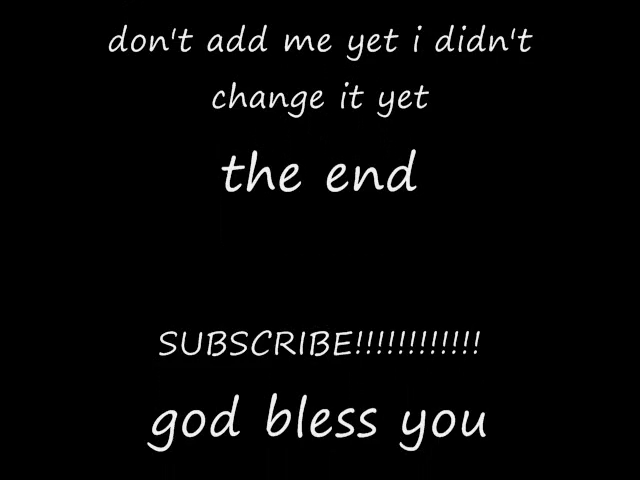 don't add me yet i didn't
change it yet
the end
SUBSCRIBE!!!!!!!!!!!!
god bless you